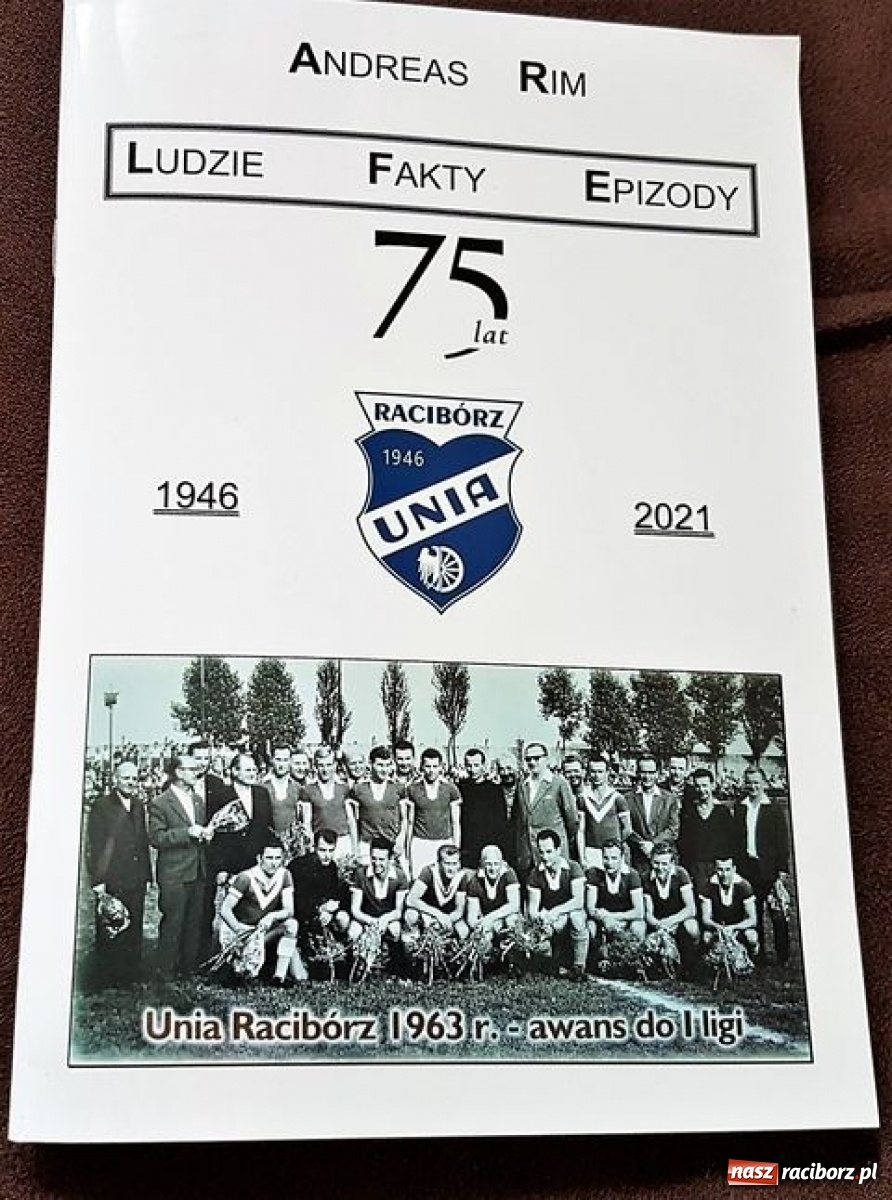 ANDREAS RIM
LUDZIE FAKTY EPIZODY
75
lat
RACIBÓRZ
1946
UNIA
1946
2021
Unia Racibórz 1963 r. - awans do I ligi
nasz raciborz.pl